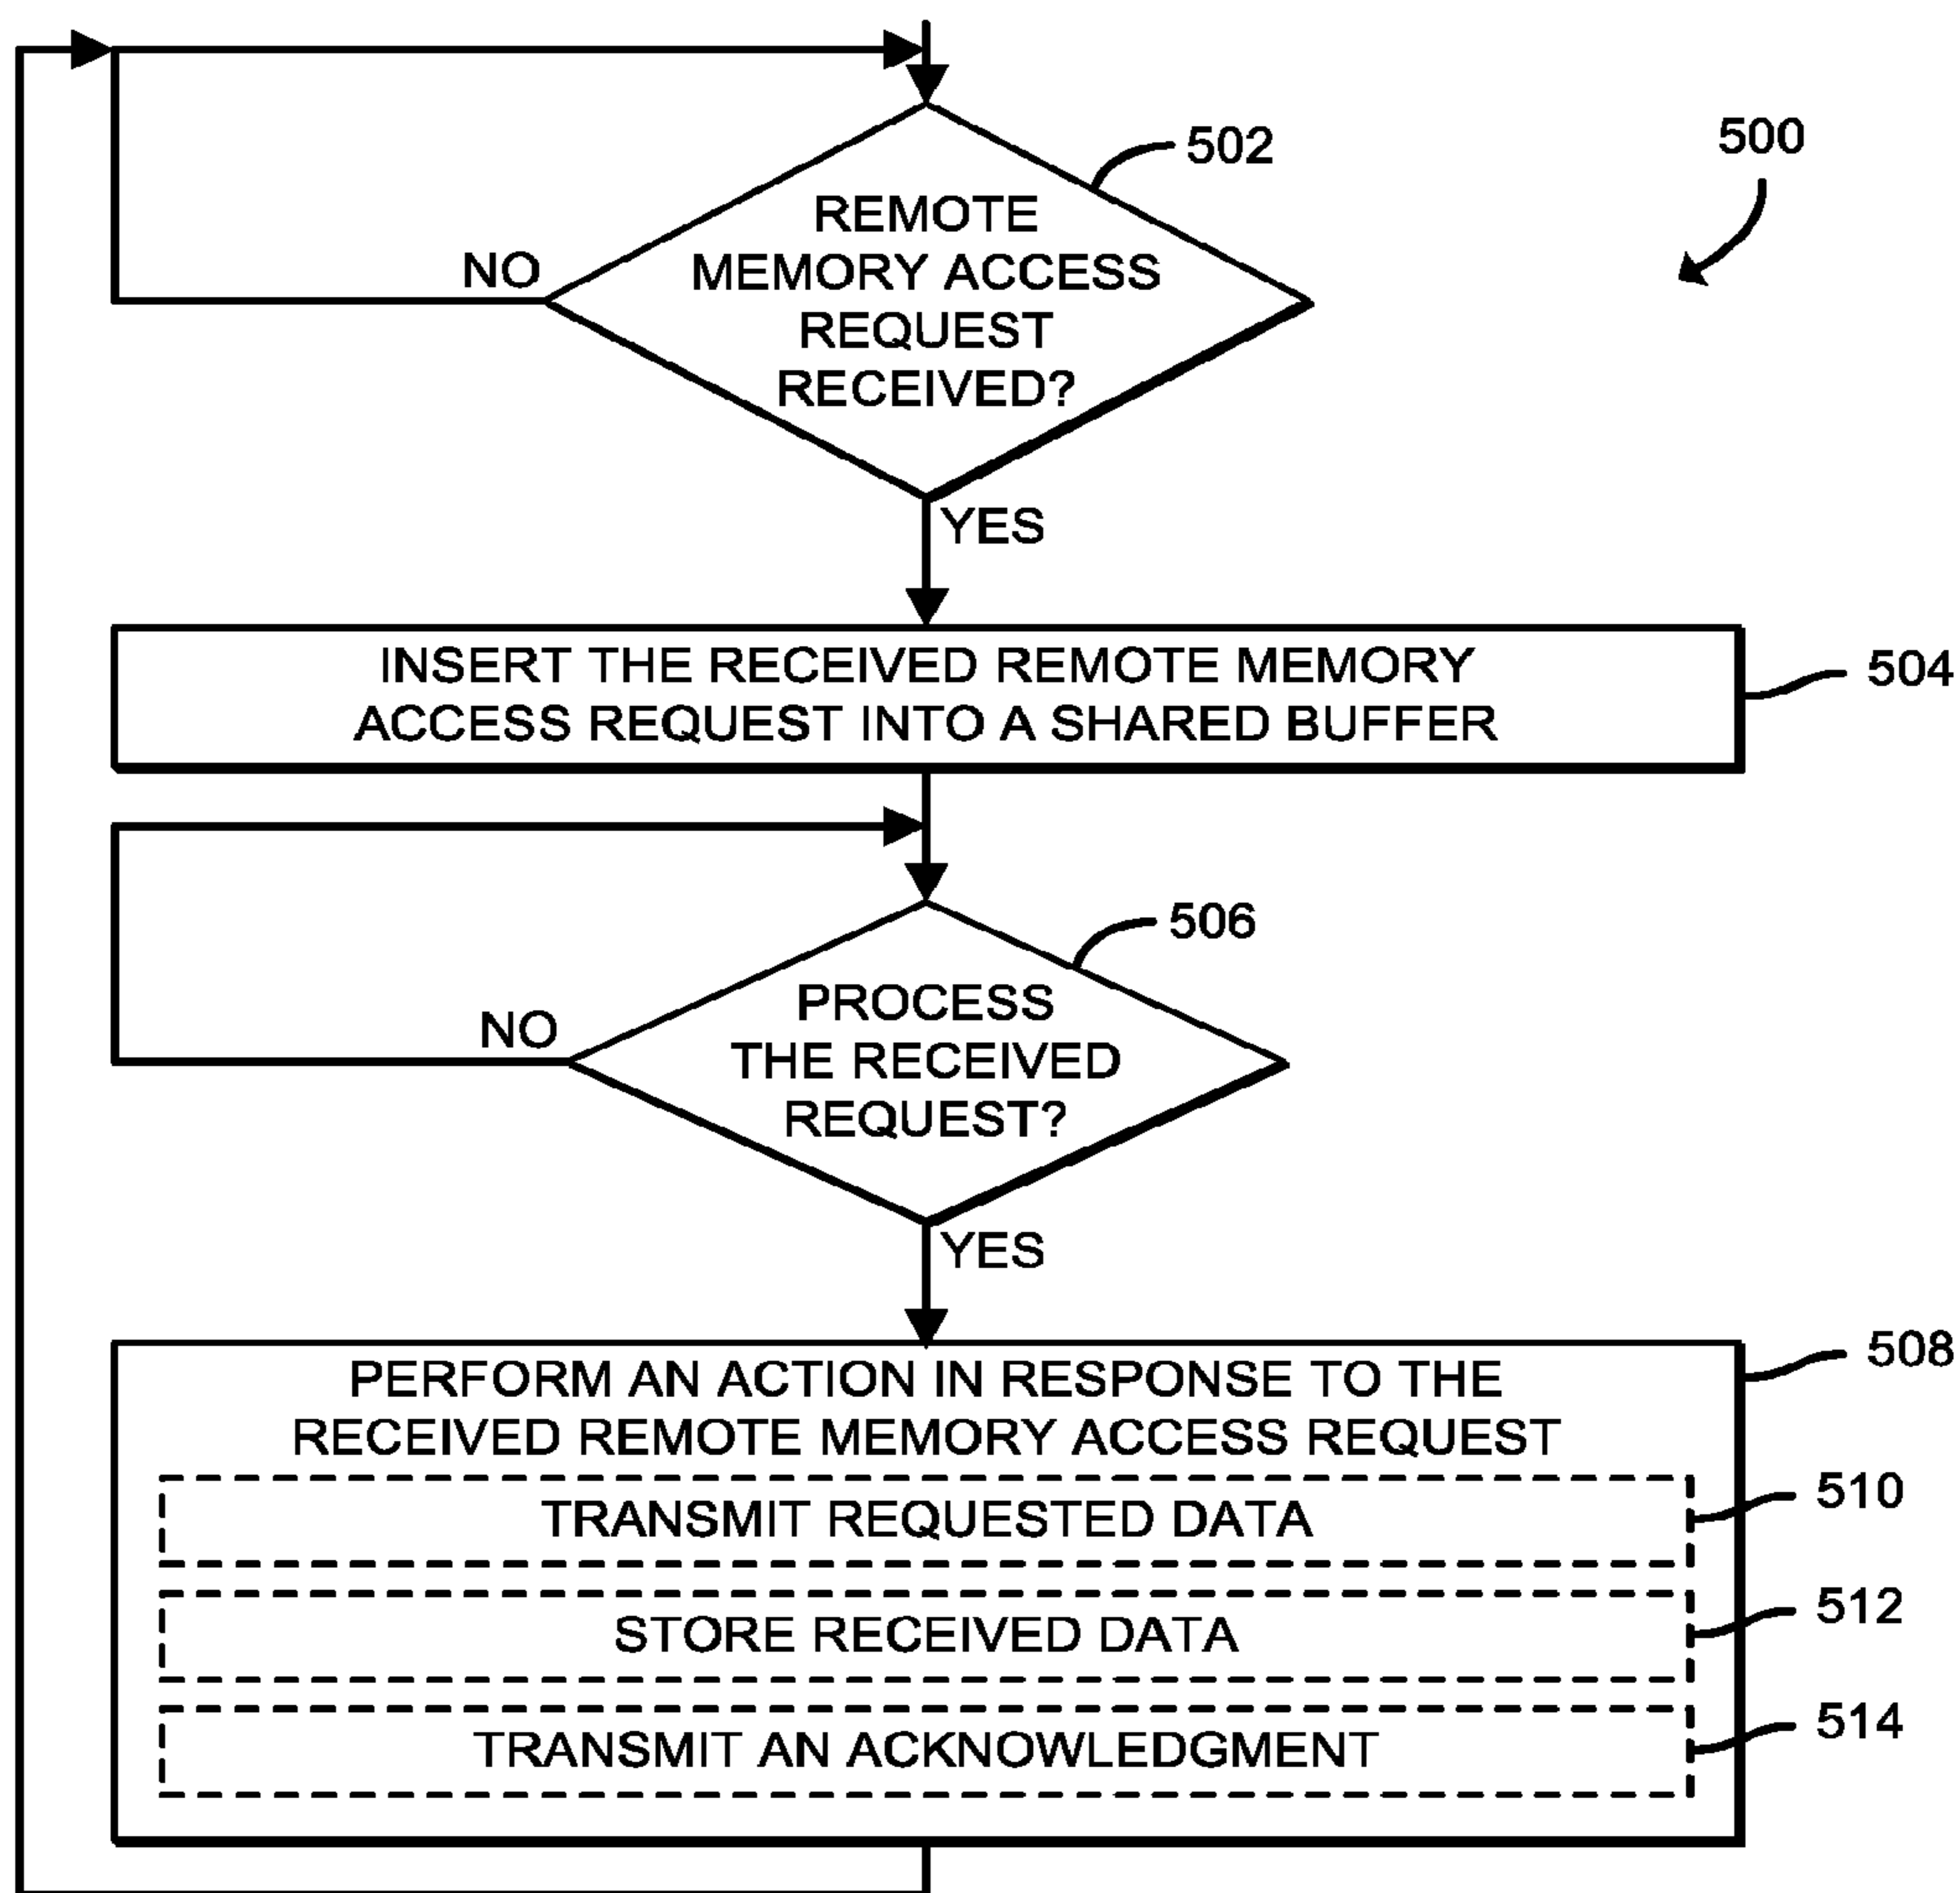 502
500
REMOTE
MEMORY ACCESS
REQUEST
RECEIVED?
NO
YES
INSERT THE RECEIVED REMOTE MEMORY
ACCESS REQUEST INTO A SHARED BUFFER
504
506
PROCESS
THE RECEIVED
REQUEST?
NO
YES
508
PERFORM AN ACTION IN RESPONSE TO THE
RECEIVED REMOTE MEMORY ACCESS REQUEST
510
TRANSMIT REQUESTED DATA
512
STORE RECEIVED DATA
514
TRANSMIT AN ACKNOWLEDGMENT